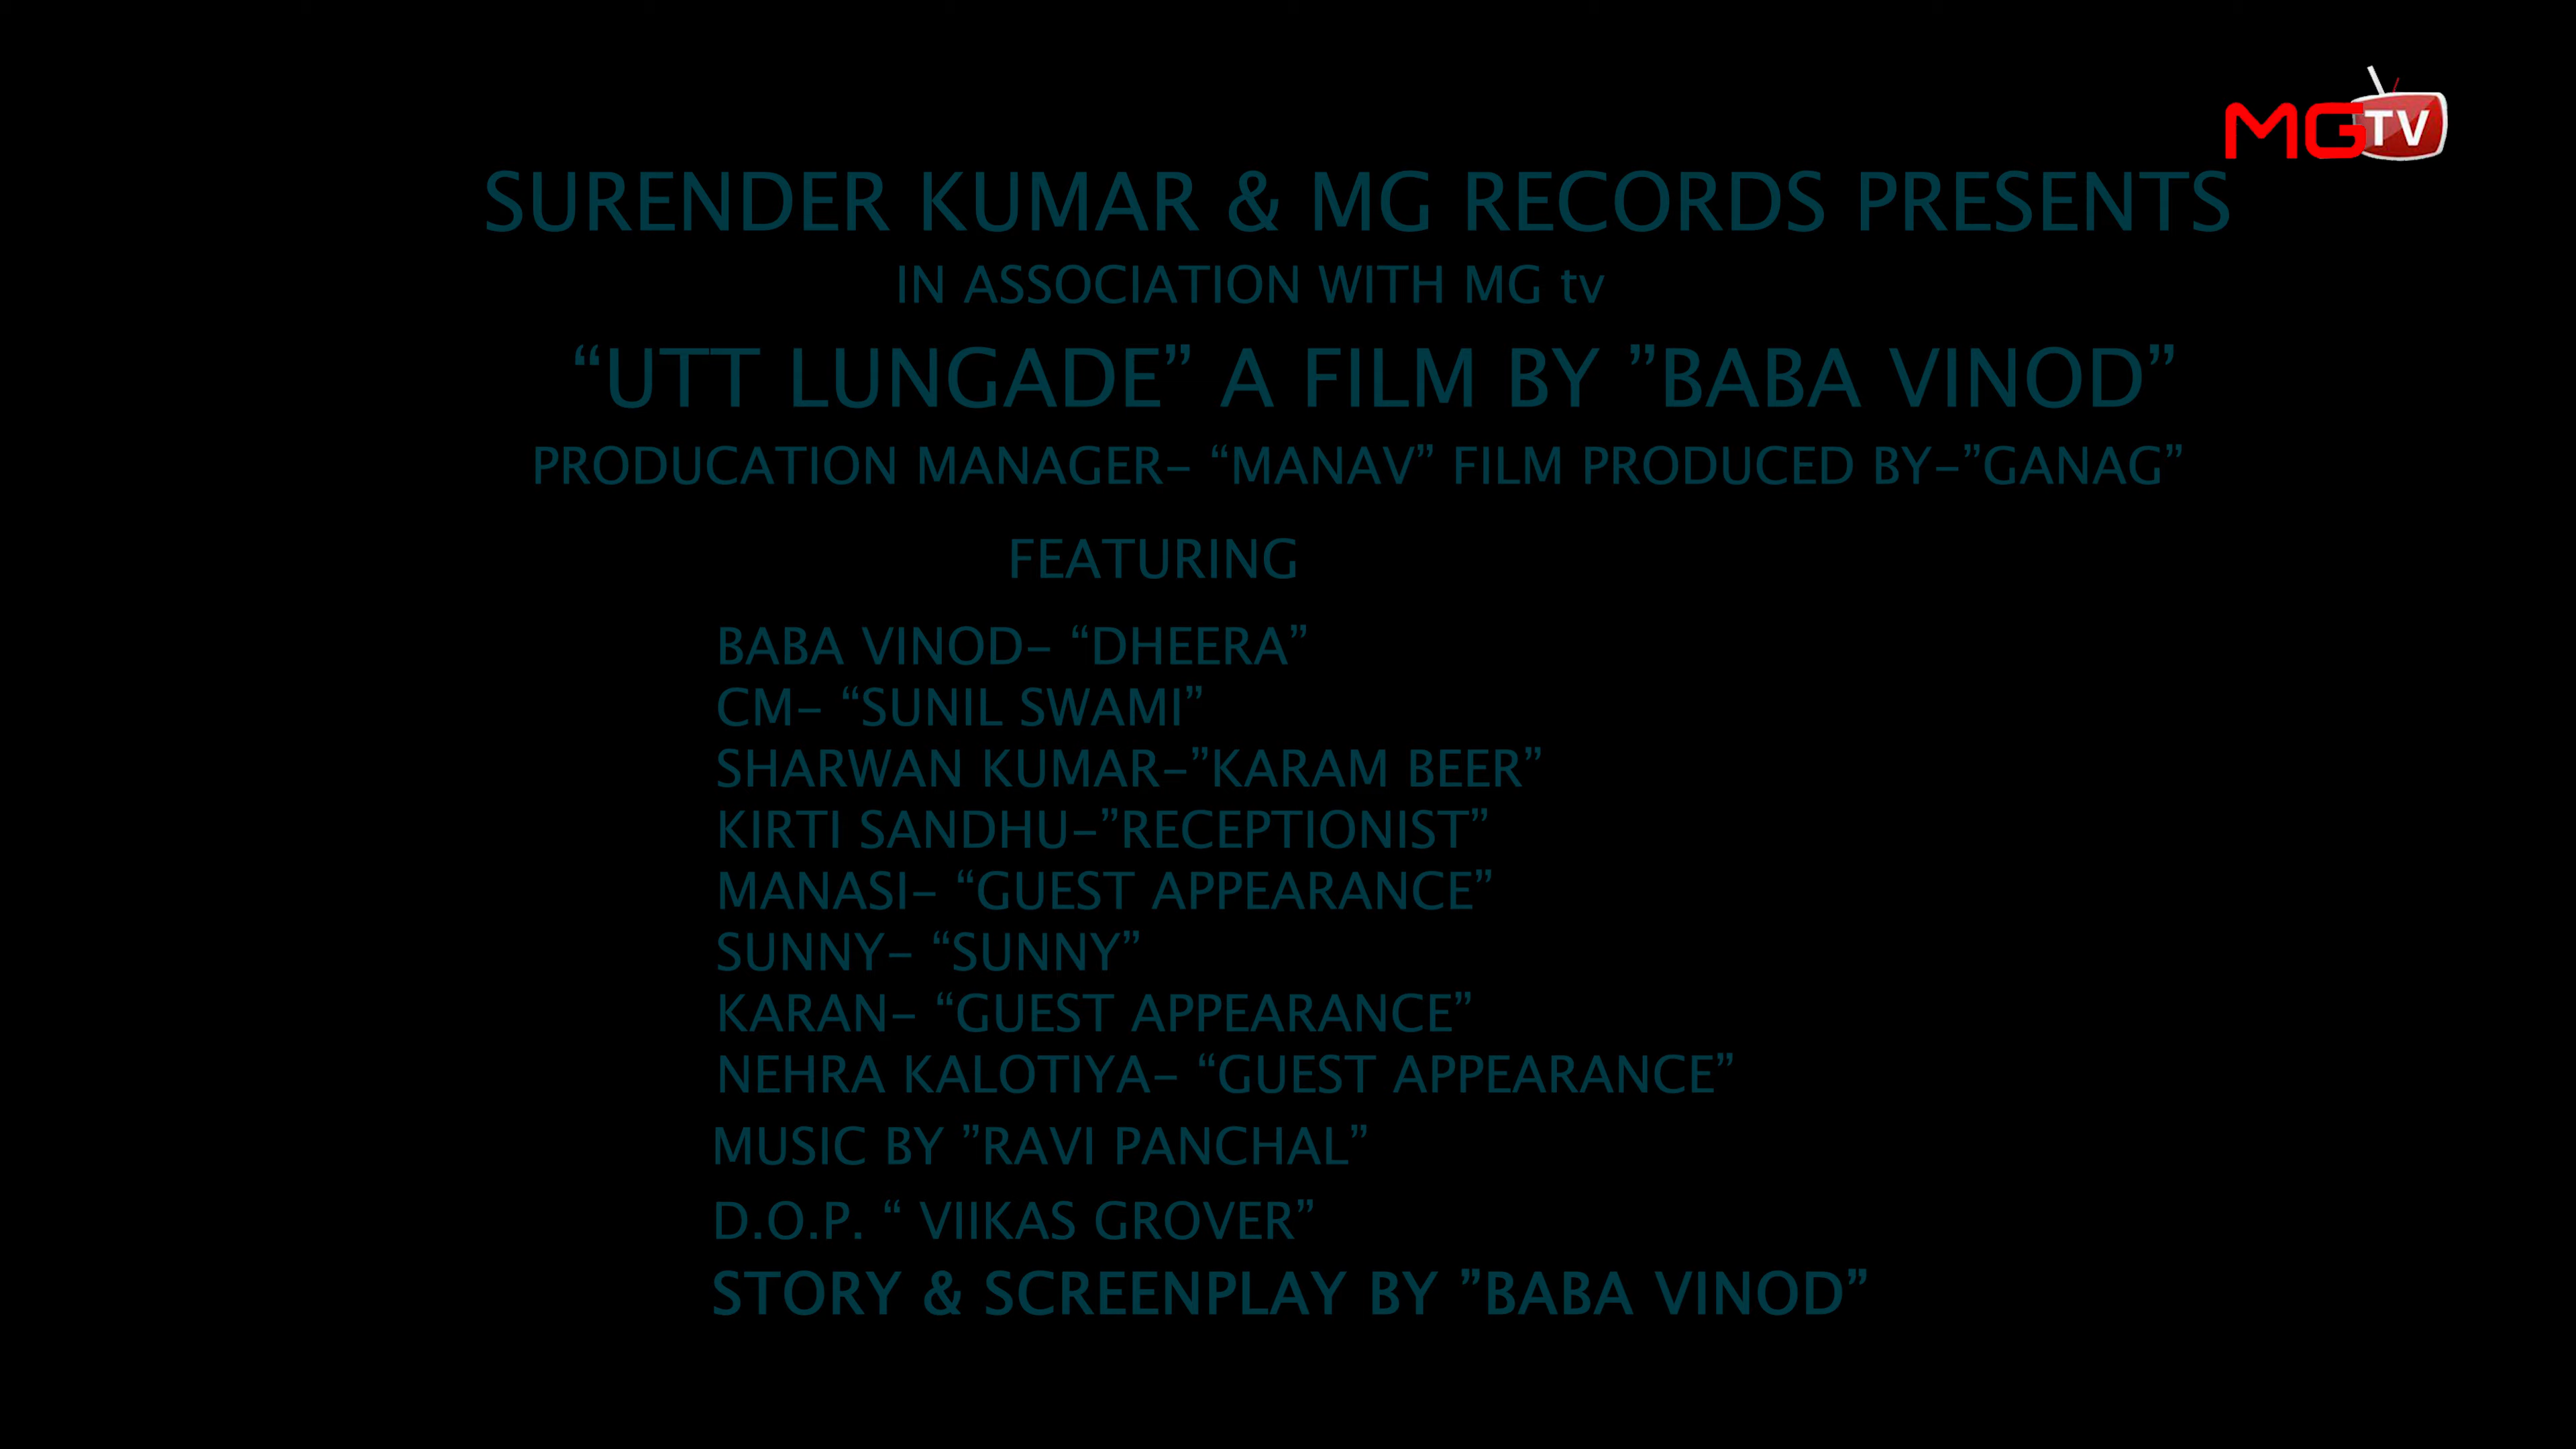 MGTV
SURENDER KUMAR & MG RECORDS PRESENTS
IN ASSOCIATION WITH MG tv
“UTT LUNGADE” A FILM BY ”BABA VINOD”
PRODUCATION MANAGER- “MANAV” FILM PRODUCED BY-”GANAG”
FEATURING
BABA VINOD- “DHEERA”
CM- “SUNIL SWAMI”
SHARWAN KUMAR-”KARAM BEER”
KIRTI SANDHU-”RECEPTIONIST”
MANASI- “GUEST APPEARANCE”
SUNNY- “SUNNY”
KARAN- “GUEST APPEARANCE”
NEHRA KALOTIYA- “GUEST APPEARANCE”
MUSIC BY ”RAVI PANCHAL”
D.O.P. “ VIIKAS GROVER”
STORY & SCREENPLAY BY ”BABA VINOD”